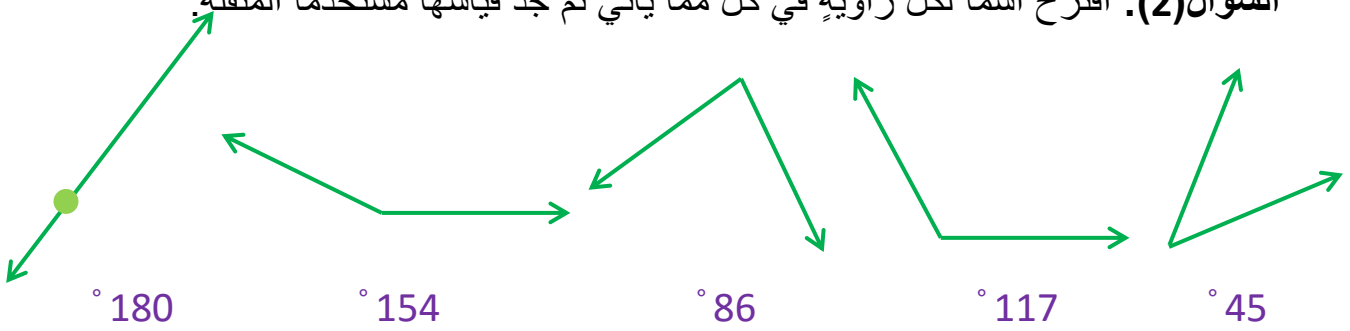 السؤال(2): اقترح اسما لكل زاويةٍ في كل مما يأتي ثم جد قياسها مستخدما المنقلة.
45 ° 117 ° 86 ° 154 ° 180 °